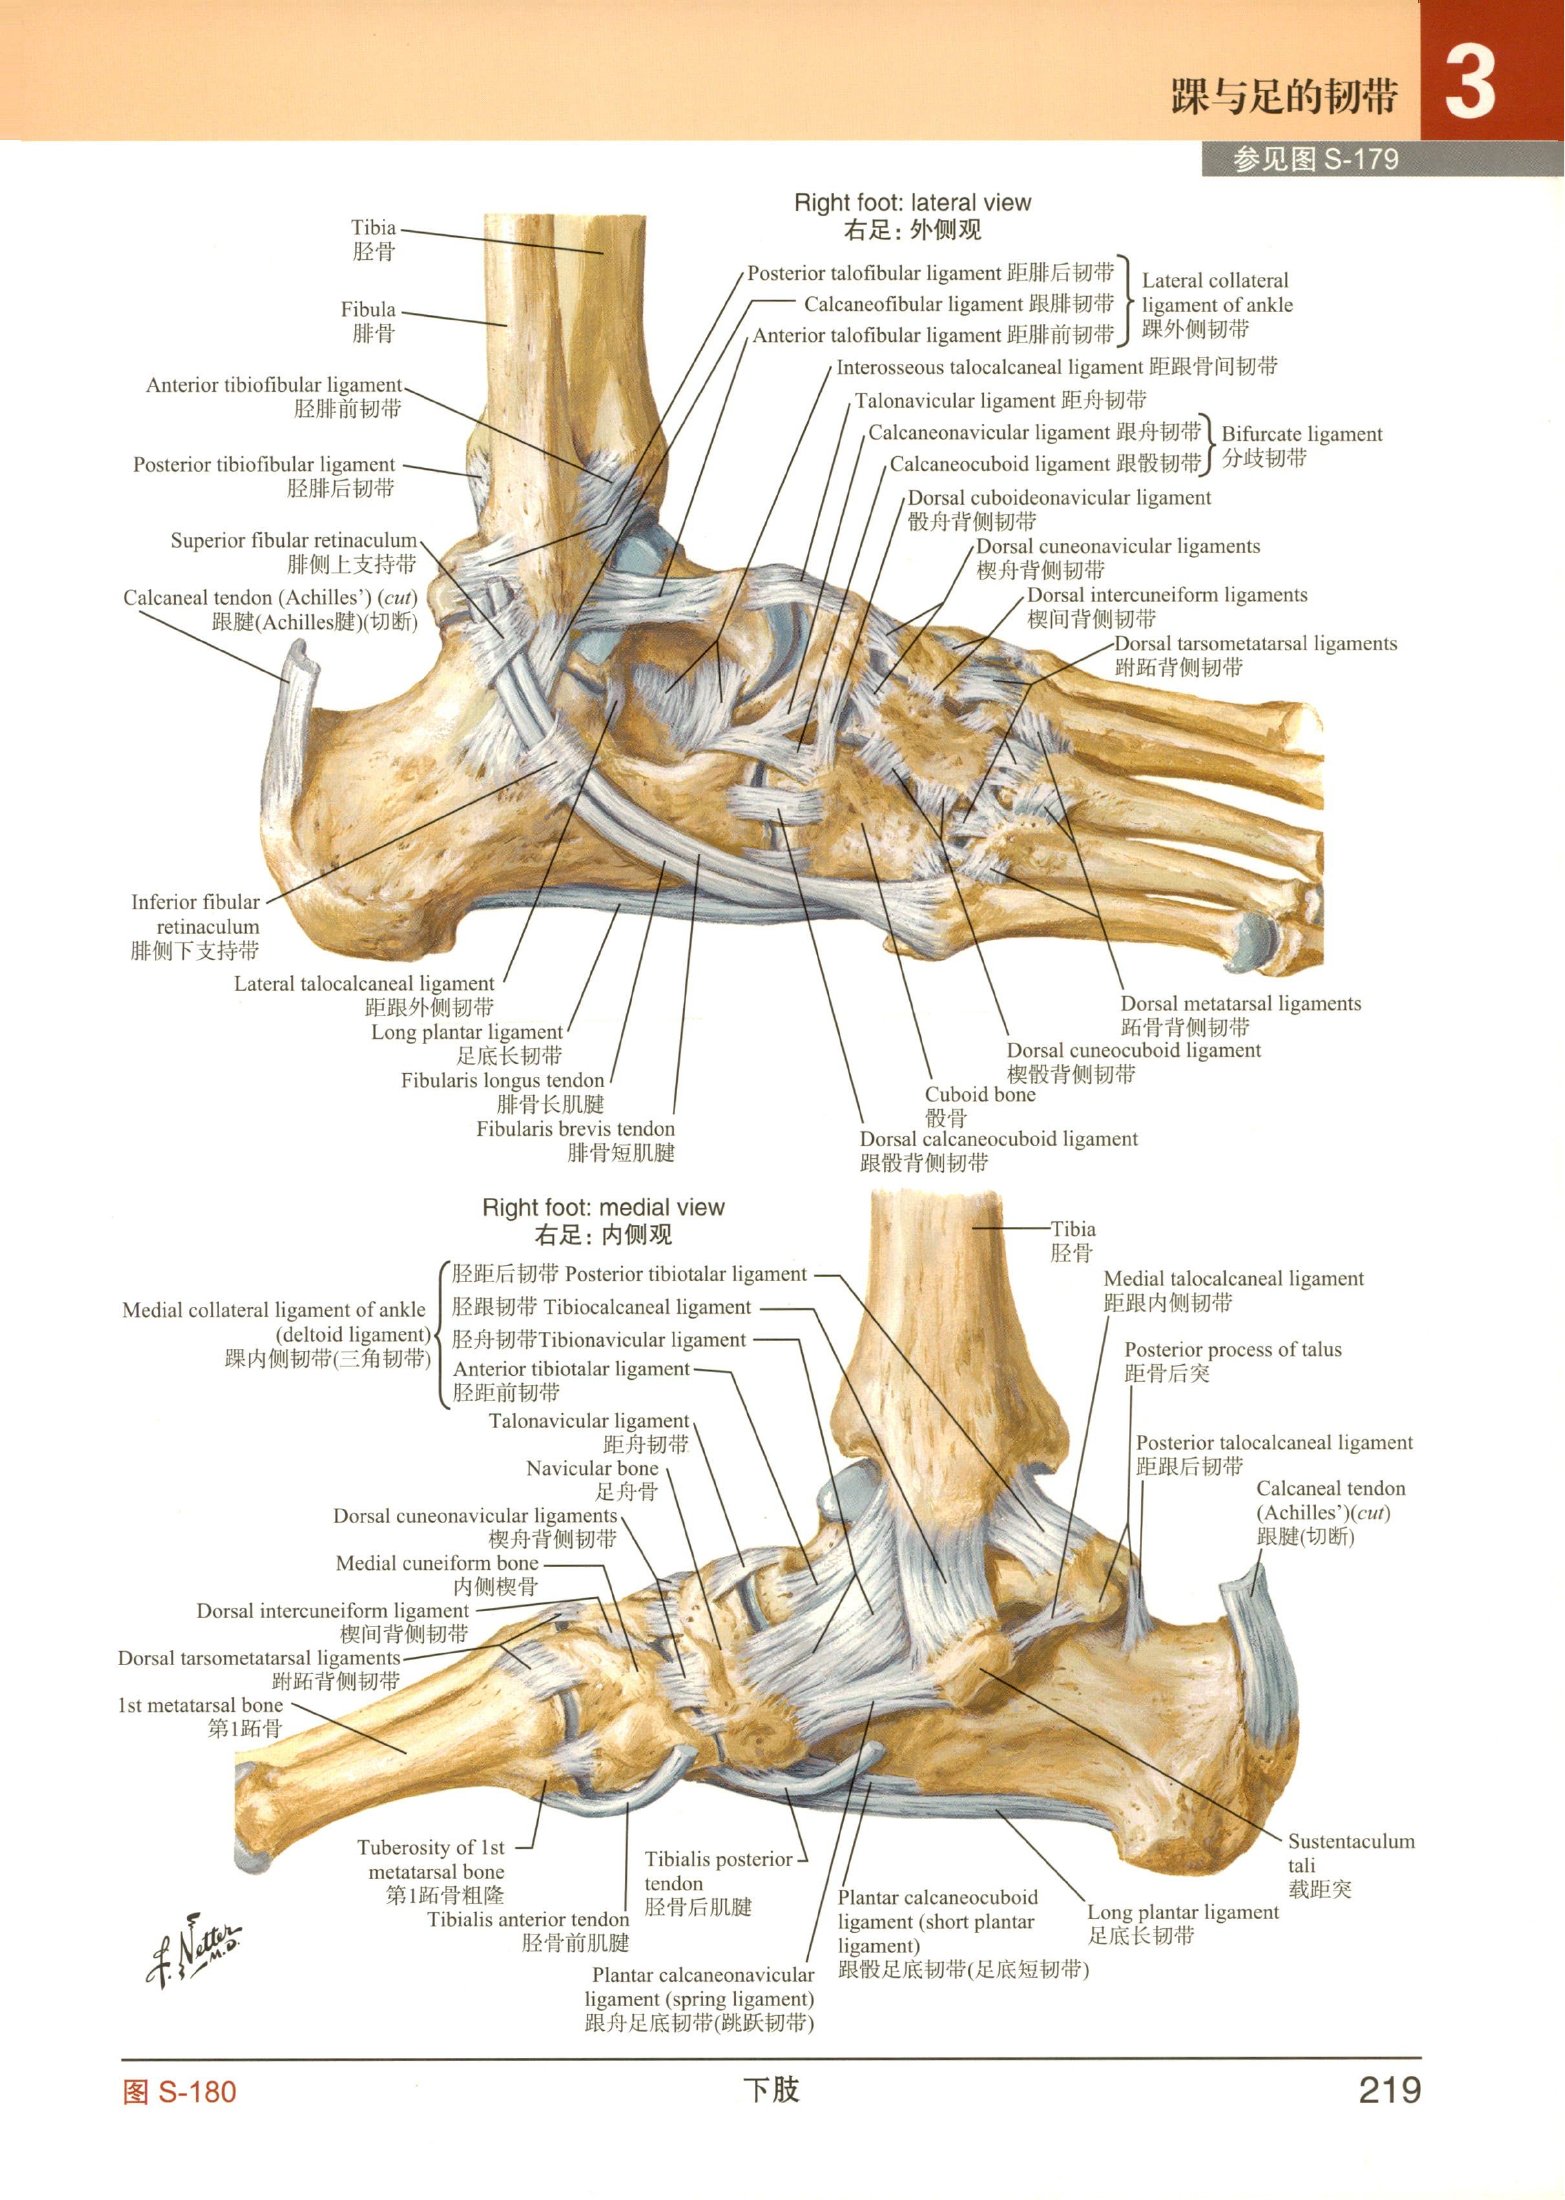 踝与足的韧带
3
参见图 S-179
Right foot: lateral view
右足：外侧观
Tibia
胫骨
Fibula
腓骨
Anterior tibiofibular ligament
胫腓前韧带
Posterior tibiofibular ligament
胫腓后韧带
Superior fibular retinaculum
腓侧上支持带
Calcaneal tendon (Achilles’) (cut)
跟腱(Achilles腱)(切断)
Posterior talofibular ligament 距腓后韧带
Calcaneofibular ligament 跟腓韧带
Anterior talofibular ligament 距腓前韧带
Lateral collateral
ligament of ankle
踝外侧韧带
Interosseous talocalcaneal ligament 距跟骨间韧带
Talonavicular ligament 距舟韧带
Calcaneonavicular ligament 跟舟韧带
Calcaneocuboid ligament 跟骰韧带
Bifurcate ligament
分歧韧带
Dorsal cuboideonavicular ligament
骰舟背侧韧带
Dorsal cuneonavicular ligaments
楔舟背侧韧带
Dorsal intercuneiform ligaments
楔间背侧韧带
Dorsal tarsometatarsal ligaments
跗跖背侧韧带
Inferior fibular
retinaculum
腓侧下支持带
Lateral talocalcaneal ligament
距跟外侧韧带
Long plantar ligament
足底长韧带
Fibularis longus tendon
腓骨长肌腱
Fibularis brevis tendon
腓骨短肌腱
Dorsal metatarsal ligaments
跖骨背侧韧带
Dorsal cuneocuboid ligament
楔骰背侧韧带
Cuboid bone
骰骨
Dorsal calcaneocuboid ligament
跟骰背侧韧带
Right foot: medial view
右足：内侧观
Medial collateral ligament of ankle
(deltoid ligament)
踝内侧韧带(三角韧带)
胫距后韧带 Posterior tibiotalar ligament
胫跟韧带 Tibiocalcaneal ligament
胫舟韧带Tibionavicular ligament
Anterior tibiotalar ligament
胫距前韧带
Talonavicular ligament
距舟韧带
Navicular bone
足舟骨
Dorsal cuneonavicular ligaments
楔舟背侧韧带
Medial cuneiform bone
内侧楔骨
Dorsal intercuneiform ligament
楔间背侧韧带
Dorsal tarsometatarsal ligaments
跗跖背侧韧带
1st metatarsal bone
第1跖骨
Tibia
胫骨
Medial talocalcaneal ligament
距跟内侧韧带
Posterior process of talus
距骨后突
Posterior talocalcaneal ligament
距跟后韧带
Calcaneal tendon
(Achilles’)(cut)
跟腱(切断)
Tuberosity of 1st
metatarsal bone
第1跖骨粗隆
Tibialis anterior tendon
胫骨前肌腱
Tibialis posterior
tendon
胫骨后肌腱
Plantar calcaneonavicular
ligament (spring ligament)
跟舟足底韧带(跳跃韧带)
Plantar calcaneocuboid
ligament (short plantar
ligament)
跟骰足底韧带(足底短韧带)
Long plantar ligament
足底长韧带
Sustentaculum
tali
载距突
F. Netter
M.D.
图 S-180
下肢
219